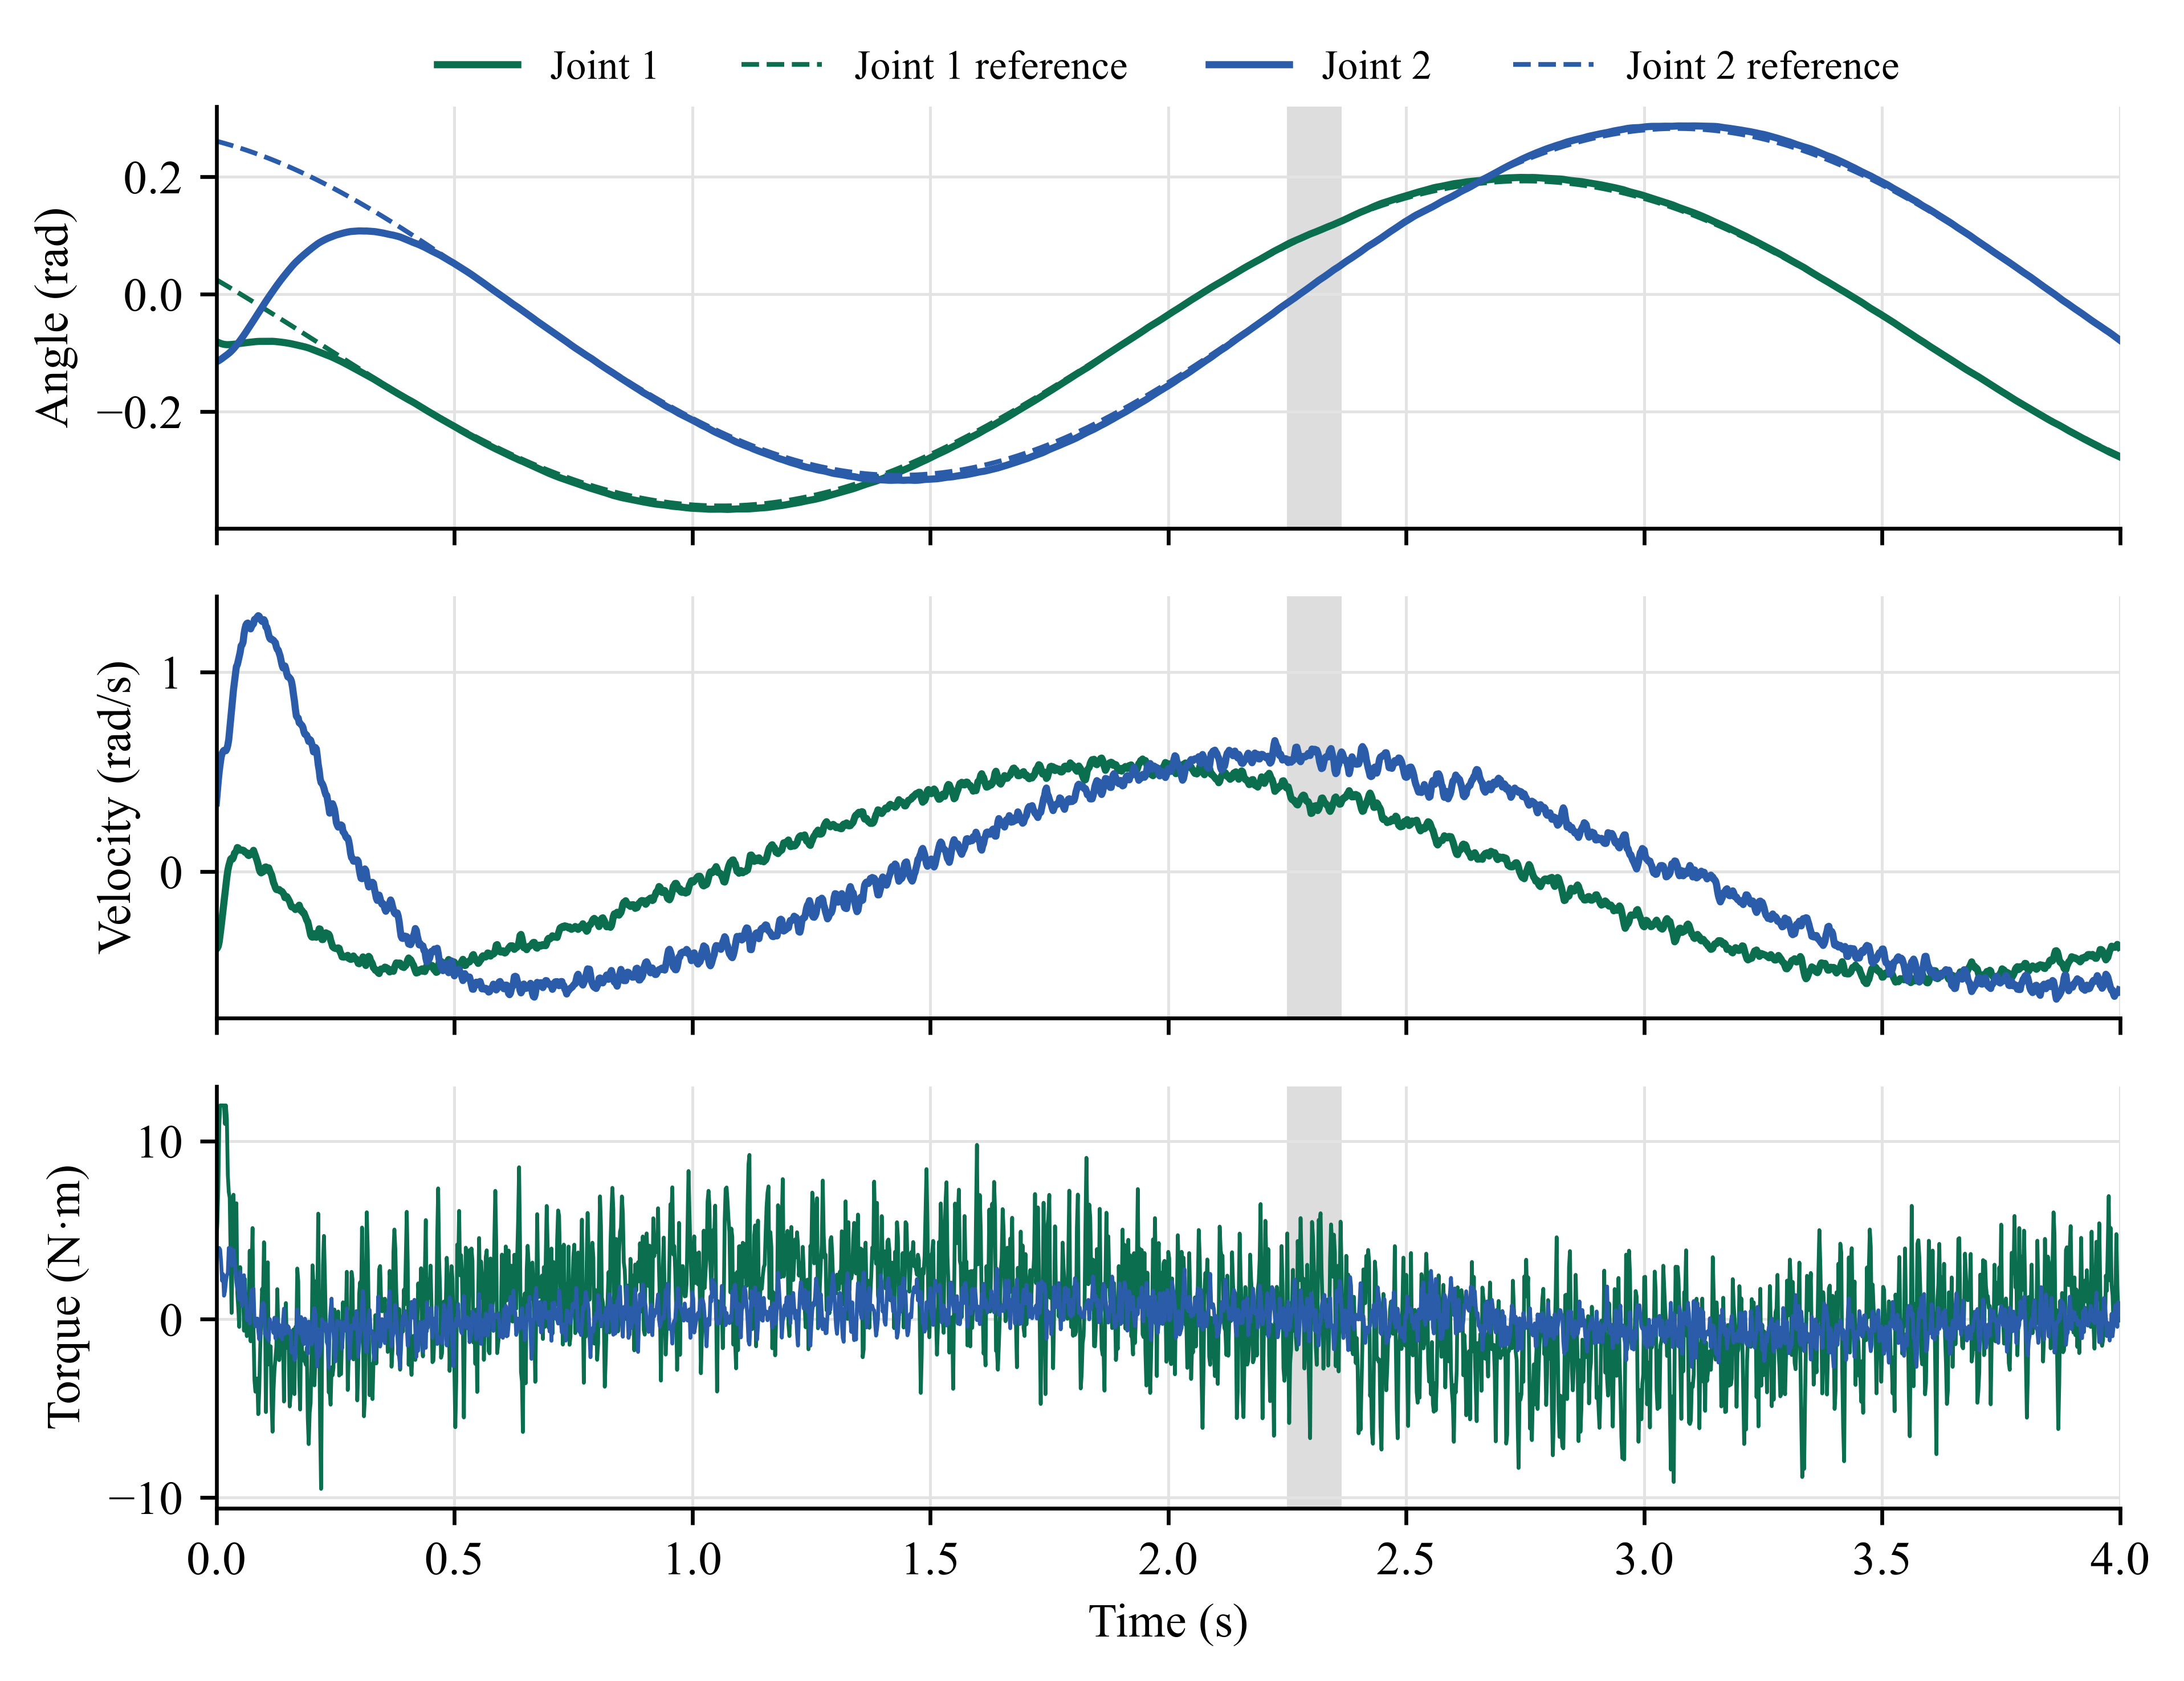 Joint 1 Joint 1 reference Joint 2 Joint 2 reference
Angle (rad)
0.2
0.0
−0.2
Velocity (rad/s)
1
0
Torque (N·m)
10
0
−10
0.0 0.5 1.0 1.5 2.0 2.5 3.0 3.5 4.0
Time (s)